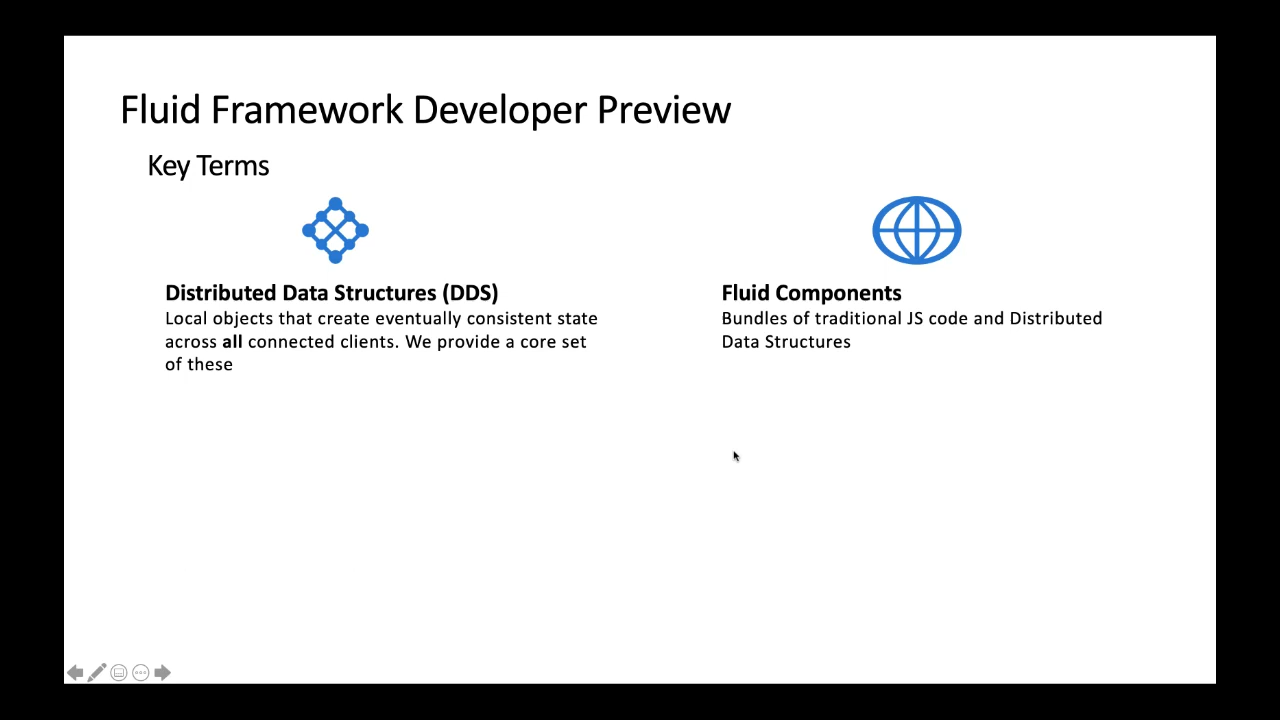 Fluid Framework Developer Preview
Key Terms
Distributed Data Structures (DDS)
Local objects that create eventually consistent state
across all connected clients. We provide a core set
of these
Fluid Components
Bundles of traditional JS code and Distributed
Data Structures